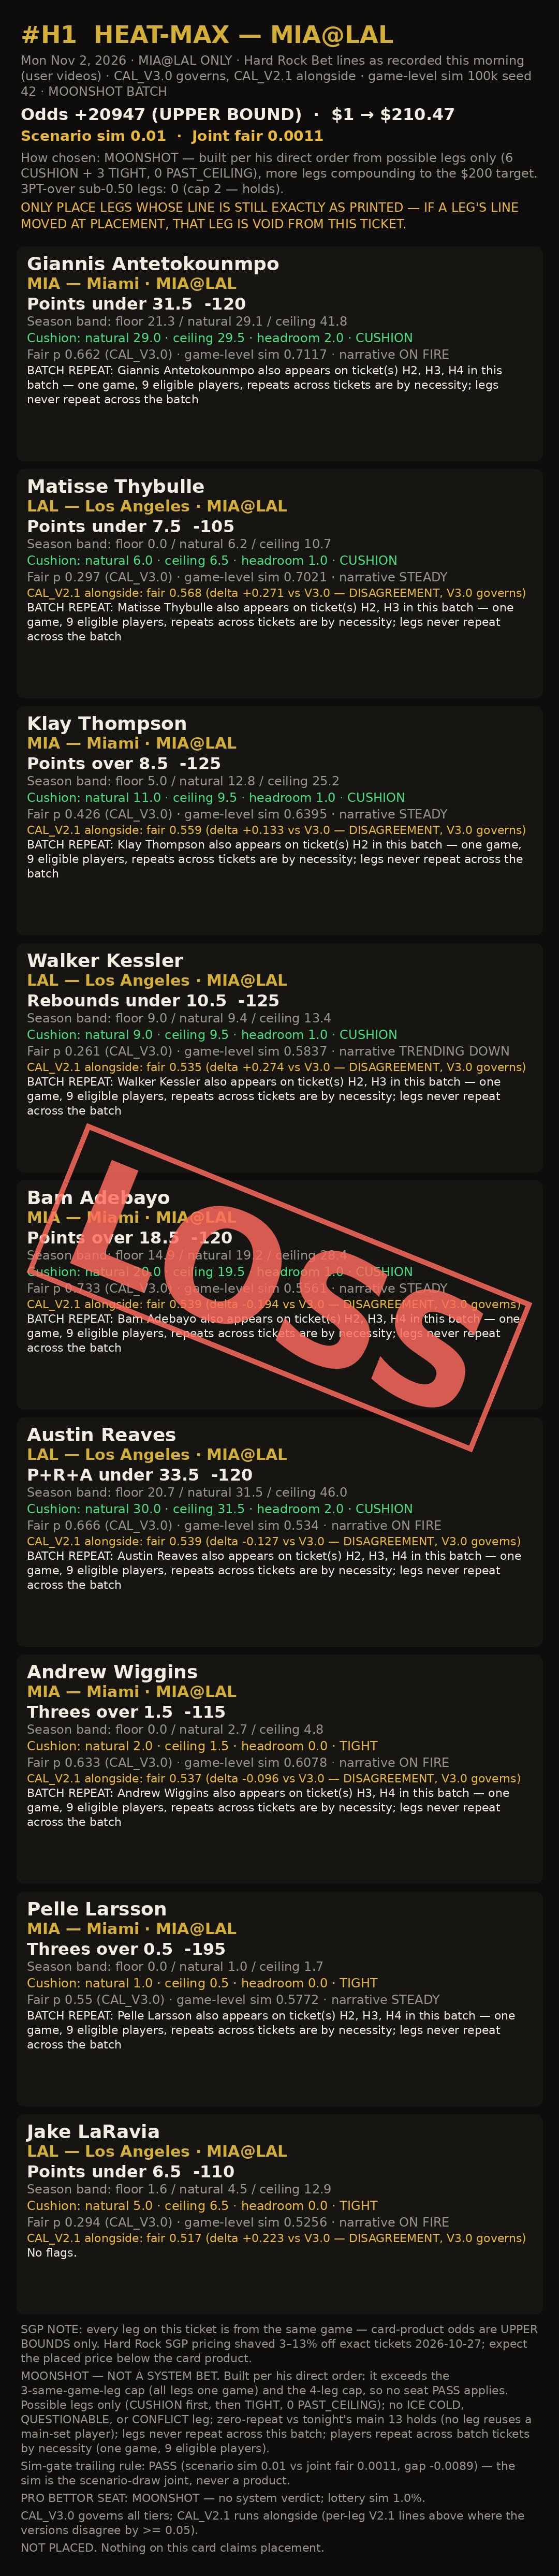 #H1  HEAT-MAX — MIA@LAL
Mon Nov 2, 2026 · MIA@LAL ONLY · Hard Rock Bet lines as recorded this morning
(user videos) · CAL_V3.0 governs, CAL_V2.1 alongside · game-level sim 100k seed
42 · MOONSHOT BATCH
Odds +20947 (UPPER BOUND)  ·  $1 → $210.47
Scenario sim 0.01  ·  Joint fair 0.0011
How chosen: MOONSHOT — built per his direct order from possible legs only (6
CUSHION + 3 TIGHT, 0 PAST_CEILING), more legs compounding to the $200 target.
3PT-over sub-0.50 legs: 0 (cap 2 — holds).
ONLY PLACE LEGS WHOSE LINE IS STILL EXACTLY AS PRINTED — IF A LEG'S LINE
MOVED AT PLACEMENT, THAT LEG IS VOID FROM THIS TICKET.
Giannis Antetokounmpo
MIA — Miami · MIA@LAL
Points under 31.5  -120
Season band: floor 21.3 / natural 29.1 / ceiling 41.8
Cushion: natural 29.0 · ceiling 29.5 · headroom 2.0 · CUSHION
Fair p 0.662 (CAL_V3.0) · game-level sim 0.7117 · narrative ON FIRE
BATCH REPEAT: Giannis Antetokounmpo also appears on ticket(s) H2, H3, H4 in this
batch — one game, 9 eligible players, repeats across tickets are by necessity; legs
never repeat across the batch
Matisse Thybulle
LAL — Los Angeles · MIA@LAL
Points under 7.5  -105
Season band: floor 0.0 / natural 6.2 / ceiling 10.7
Cushion: natural 6.0 · ceiling 6.5 · headroom 1.0 · CUSHION
Fair p 0.297 (CAL_V3.0) · game-level sim 0.7021 · narrative STEADY
CAL_V2.1 alongside: fair 0.568 (delta +0.271 vs V3.0 — DISAGREEMENT, V3.0 governs)
BATCH REPEAT: Matisse Thybulle also appears on ticket(s) H2, H3 in this batch — one
game, 9 eligible players, repeats across tickets are by necessity; legs never repeat
across the batch
Klay Thompson
MIA — Miami · MIA@LAL
Points over 8.5  -125
Season band: floor 5.0 / natural 12.8 / ceiling 25.2
Cushion: natural 11.0 · ceiling 9.5 · headroom 1.0 · CUSHION
Fair p 0.426 (CAL_V3.0) · game-level sim 0.6395 · narrative STEADY
CAL_V2.1 alongside: fair 0.559 (delta +0.133 vs V3.0 — DISAGREEMENT, V3.0 governs)
BATCH REPEAT: Klay Thompson also appears on ticket(s) H2 in this batch — one game,
9 eligible players, repeats across tickets are by necessity; legs never repeat across the
batch
Walker Kessler
LAL — Los Angeles · MIA@LAL
Rebounds under 10.5  -125
Season band: floor 9.0 / natural 9.4 / ceiling 13.4
Cushion: natural 9.0 · ceiling 9.5 · headroom 1.0 · CUSHION
Fair p 0.261 (CAL_V3.0) · game-level sim 0.5837 · narrative TRENDING DOWN
CAL_V2.1 alongside: fair 0.535 (delta +0.274 vs V3.0 — DISAGREEMENT, V3.0 governs)
BATCH REPEAT: Walker Kessler also appears on ticket(s) H2, H3 in this batch — one
game, 9 eligible players, repeats across tickets are by necessity; legs never repeat
across the batch
Bam Adebayo
MIA — Miami · MIA@LAL
Points over 18.5  -120
Season band: floor 14.9 / natural 19.2 / ceiling 28.4
Cushion: natural 20.0 · ceiling 19.5 · headroom 1.0 · CUSHION
Fair p 0.733 (CAL_V3.0) · game-level sim 0.5561 · narrative STEADY
CAL_V2.1 alongside: fair 0.539 (delta -0.194 vs V3.0 — DISAGREEMENT, V3.0 governs)
BATCH REPEAT: Bam Adebayo also appears on ticket(s) H2, H3, H4 in this batch — one
game, 9 eligible players, repeats across tickets are by necessity; legs never repeat
across the batch
LOSS
Austin Reaves
LAL — Los Angeles · MIA@LAL
P+R+A under 33.5  -120
Season band: floor 20.7 / natural 31.5 / ceiling 46.0
Cushion: natural 30.0 · ceiling 31.5 · headroom 2.0 · CUSHION
Fair p 0.666 (CAL_V3.0) · game-level sim 0.534 · narrative ON FIRE
CAL_V2.1 alongside: fair 0.539 (delta -0.127 vs V3.0 — DISAGREEMENT, V3.0 governs)
BATCH REPEAT: Austin Reaves also appears on ticket(s) H2, H3, H4 in this batch — one
game, 9 eligible players, repeats across tickets are by necessity; legs never repeat
across the batch
Andrew Wiggins
MIA — Miami · MIA@LAL
Threes over 1.5  -115
Season band: floor 0.0 / natural 2.7 / ceiling 4.8
Cushion: natural 2.0 · ceiling 1.5 · headroom 0.0 · TIGHT
Fair p 0.633 (CAL_V3.0) · game-level sim 0.6078 · narrative ON FIRE
CAL_V2.1 alongside: fair 0.537 (delta -0.096 vs V3.0 — DISAGREEMENT, V3.0 governs)
BATCH REPEAT: Andrew Wiggins also appears on ticket(s) H3, H4 in this batch — one
game, 9 eligible players, repeats across tickets are by necessity; legs never repeat
across the batch
Pelle Larsson
MIA — Miami · MIA@LAL
Threes over 0.5  -195
Season band: floor 0.0 / natural 1.0 / ceiling 1.7
Cushion: natural 1.0 · ceiling 0.5 · headroom 0.0 · TIGHT
Fair p 0.55 (CAL_V3.0) · game-level sim 0.5772 · narrative STEADY
BATCH REPEAT: Pelle Larsson also appears on ticket(s) H2, H3, H4 in this batch — one
game, 9 eligible players, repeats across tickets are by necessity; legs never repeat
across the batch
Jake LaRavia
LAL — Los Angeles · MIA@LAL
Points under 6.5  -110
Season band: floor 1.6 / natural 4.5 / ceiling 12.9
Cushion: natural 5.0 · ceiling 6.5 · headroom 0.0 · TIGHT
Fair p 0.294 (CAL_V3.0) · game-level sim 0.5256 · narrative ON FIRE
CAL_V2.1 alongside: fair 0.517 (delta +0.223 vs V3.0 — DISAGREEMENT, V3.0 governs)
No flags.
SGP NOTE: every leg on this ticket is from the same game — card-product odds are UPPER
BOUNDS only. Hard Rock SGP pricing shaved 3–13% off exact tickets 2026-10-27; expect
the placed price below the card product.
MOONSHOT — NOT A SYSTEM BET. Built per his direct order: it exceeds the
3-same-game-leg cap (all legs one game) and the 4-leg cap, so no seat PASS applies.
Possible legs only (CUSHION first, then TIGHT, 0 PAST_CEILING); no ICE COLD,
QUESTIONABLE, or CONFLICT leg; zero-repeat vs tonight's main 13 holds (no leg reuses a
main-set player); legs never repeat across this batch; players repeat across batch tickets
by necessity (one game, 9 eligible players).
Sim-gate trailing rule: PASS (scenario sim 0.01 vs joint fair 0.0011, gap -0.0089) — the
sim is the scenario-draw joint, never a product.
PRO BETTOR SEAT: MOONSHOT — no system verdict; lottery sim 1.0%.
CAL_V3.0 governs all tiers; CAL_V2.1 runs alongside (per-leg V2.1 lines above where the
versions disagree by >= 0.05).
NOT PLACED. Nothing on this card claims placement.